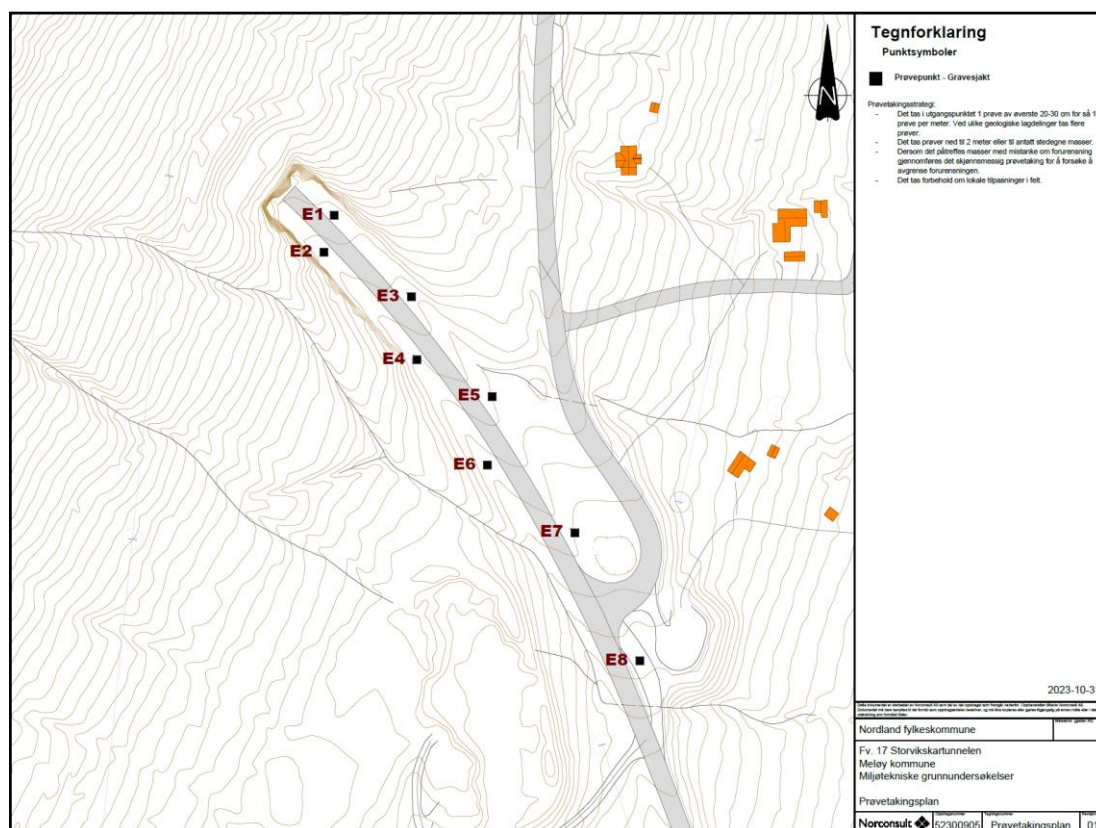 Tegnforklaring
Punktsymboler
Prøvepunkt - Gravesjakt
N
Prøvetakingsstrategi:
- Det tas i utgangspunktet 1 prøve av øverste 20-30 cm for så 1
prøve per meter. Ved ulike geologiske lagdelinger tas flere
prøver.
- Det tas prøver ned til 2 meter eller til antatt stedegne masser.
- Dersom det påtreffes masser med mistanke om forurensning
gjennomføres det skjønnsmessig prøvetaking for å forsøke å
avgrense forurensningen.
- Det tas forbehold om lokale tilpasninger i felt.
E1
E2
E3
E4
E5
E6
E7
E8
2023-10-31
Nordland fylkeskommune
Fv. 17 Storvikskartunnelen
Meløy kommune
Miljøtekniske grunnundersøkelser
Prøvetakingsplan
Norconsult 52300905 Prøvetakingsplan 01